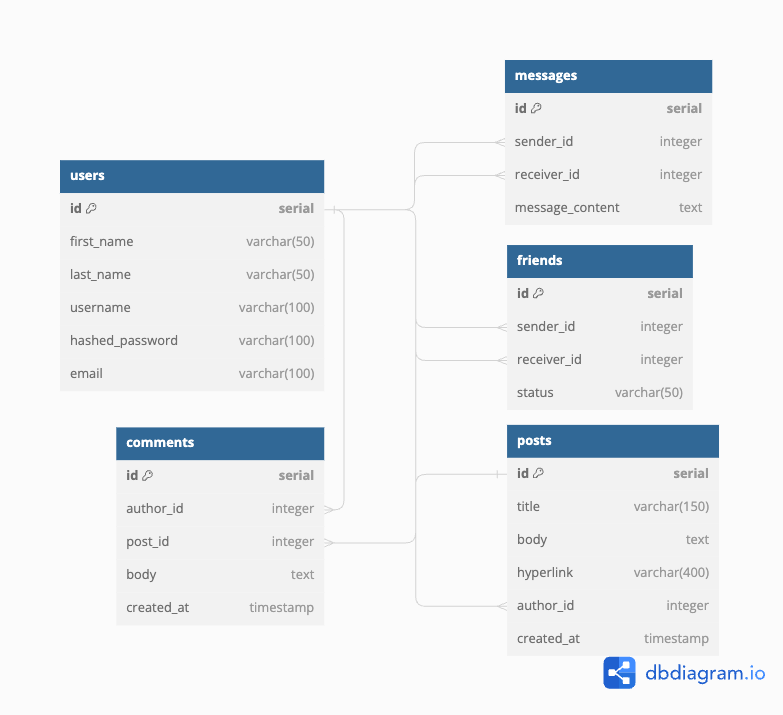 messages
id serial
sender_id integer
receiver_id integer
message_content text
users
id serial
first_name varchar(50)
last_name varchar(50)
username varchar(100)
hashed_password varchar(100)
email varchar(100)
friends
id serial
sender_id integer
receiver_id integer
status varchar(50)
comments
id serial
author_id integer
post_id integer
body text
created_at timestamp
posts
id serial
title varchar(150)
body text
hyperlink varchar(400)
author_id integer
created_at timestamp
dbdiagram.io